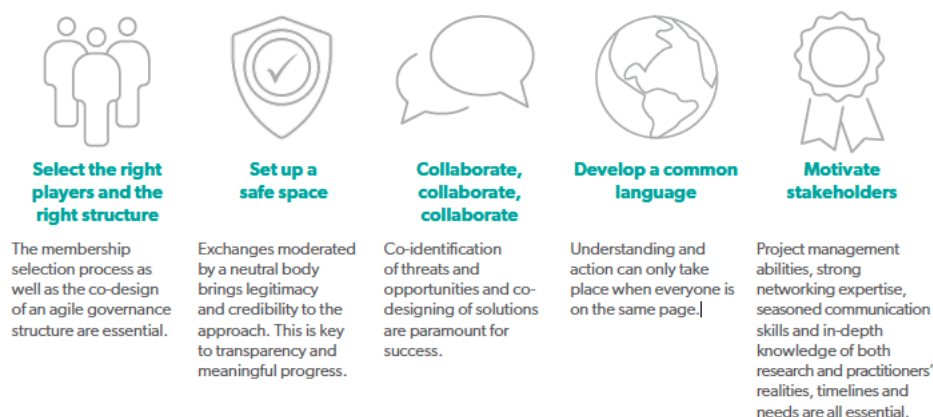 Select the right
players and the
right structure
The membership
selection process as
well as the co-design
of an agile governance
structure are essential.
Set up a
safe space
Exchanges moderated
by a neutral body
brings legitimacy
and credibility to the
approach. This is key
to transparency and
meaningful progress.
Collaborate,
collaborate,
collaborate
Co-identification
of threats and
opportunities and co-
designing of solutions
are paramount for
success.
Develop a common
language
Understanding and
action can only take
place when everyone is
on the same page.
Motivate
stakeholders
Project management
abilities, strong
networking expertise,
seasoned communication
skills and in-depth
knowledge of both
research and practitioners’
realities, timelines and
needs are all essential.